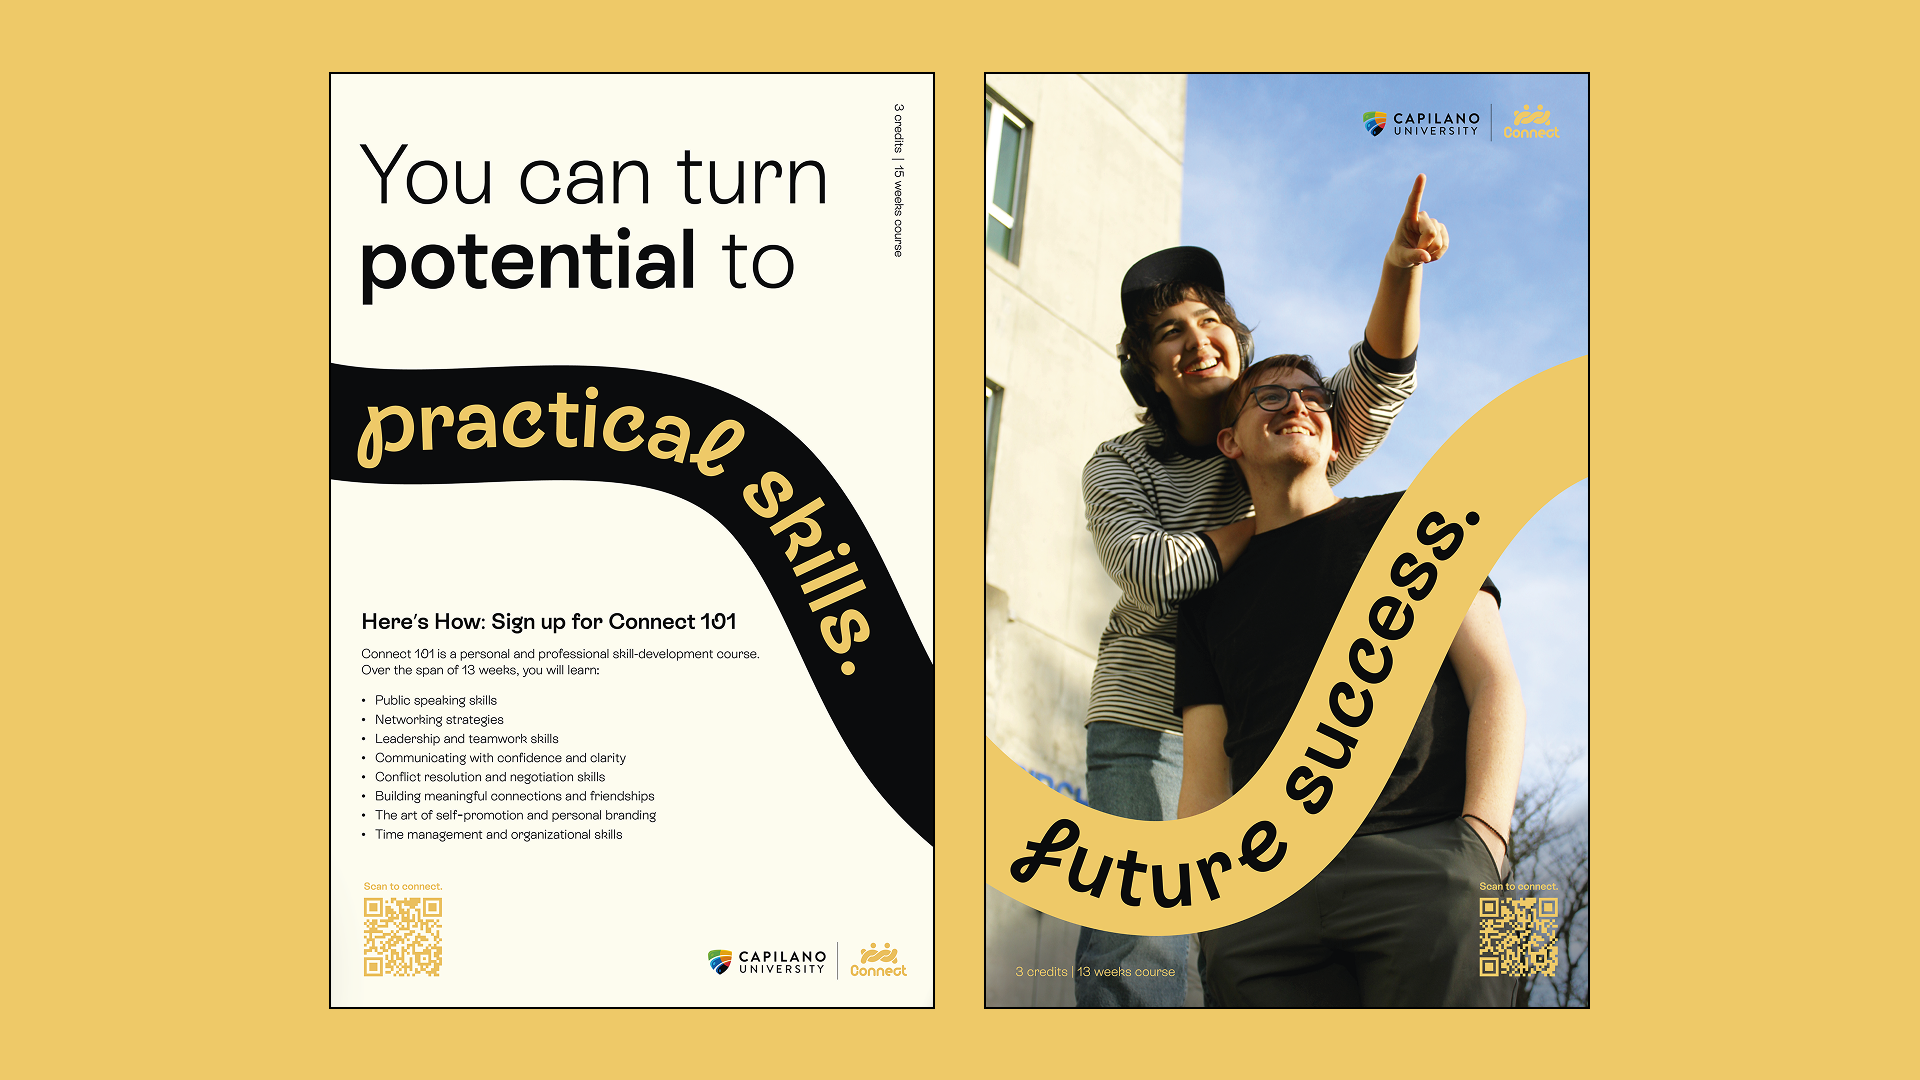 3 credits | 15 weeks course
You can turn
potential to
practical skills.
Here's How: Sign up for Connect 101
Connect 101 is a personal and professional skill-development course.
Over the span of 13 weeks, you will learn:
• Public speaking skills
• Networking strategies
• Leadership and teamwork skills
• Communicating with confidence and clarity
• Conflict resolution and negotiation skills
• Building meaningful connections and friendships
• The art of self-promotion and personal branding
• Time management and organizational skills
Scan to connect.
CAPILANO
UNIVERSITY
Connect
CAPILANO
UNIVERSITY
Connect
future success.
Scan to connect.
3 credits | 13 weeks course